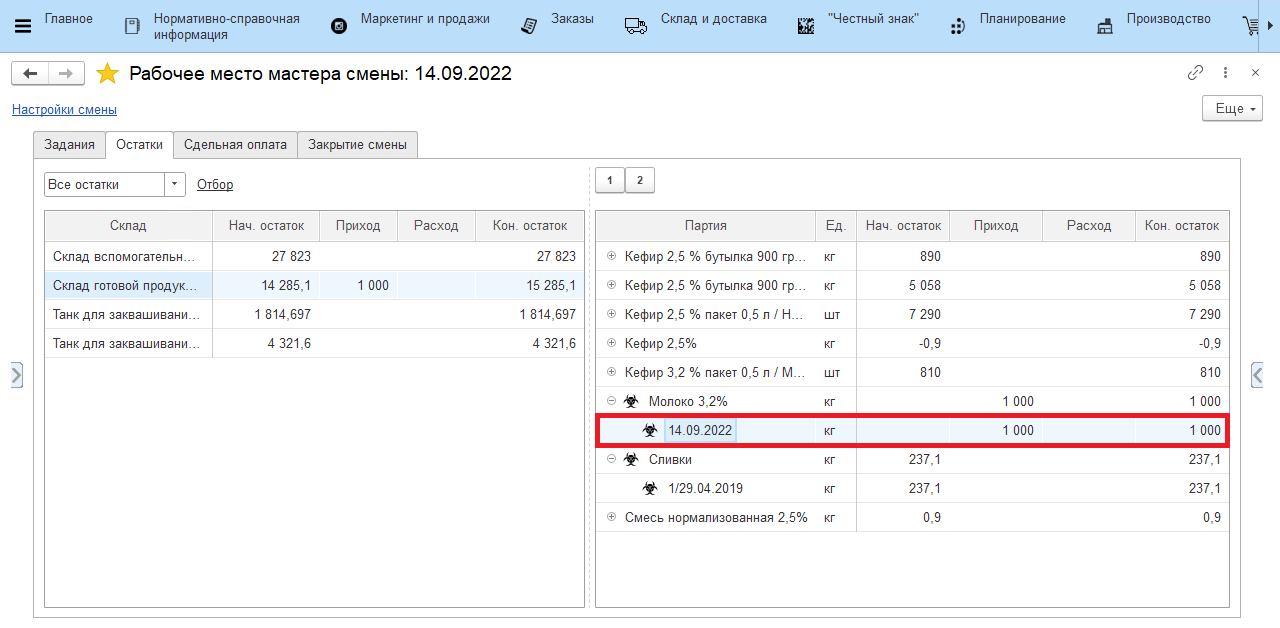 Главное
Нормативно-справочная
информация
Маркетинг и продажи
Заказы
Склад и доставка
"Честный знак"
Планирование
Производство
Рабочее место мастера смены: 14.09.2022
Настройки смены
Еще
Задания Остатки Сдельная оплата Закрытие смены
Все остатки Отбор
1 2
Склад Нач. остаток Приход Расход Кон. остаток
Склад вспомогательн... 27 823 27 823
Склад готовой продук... 14 285,1 1 000 15 285,1
Танк для заквашивани... 1 814,697 1 814,697
Танк для заквашивани... 4 321,6 4 321,6
Партия Ед. Нач. остаток Приход Расход Кон. остаток
Кефир 2,5 % бутылка 900 гр... кг 890 890
Кефир 2,5 % бутылка 900 гр... кг 5 058 5 058
Кефир 2,5 % пакет 0,5 л / Н... шт 7 290 7 290
Кефир 2,5% кг -0,9 -0,9
Кефир 3,2 % пакет 0,5 л / М... шт 810 810
Молоко 3,2% кг 1 000 1 000
14.09.2022 кг 1 000 1 000
Сливки кг 237,1 237,1
1/29.04.2019 кг 237,1 237,1
Смесь нормализованная 2,5% кг 0,9 0,9